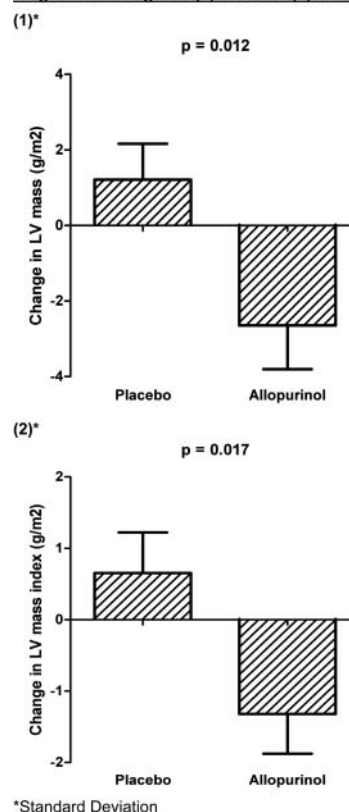 (1)*
p = 0.012
Change in LV mass (g/m2)
4
2
0
-2
-4
Placebo Allopurinol
(2)*
p = 0.017
Change in LV mass index (g/m2)
2
1
0
-1
-2
Placebo Allopurinol
*Standard Deviation